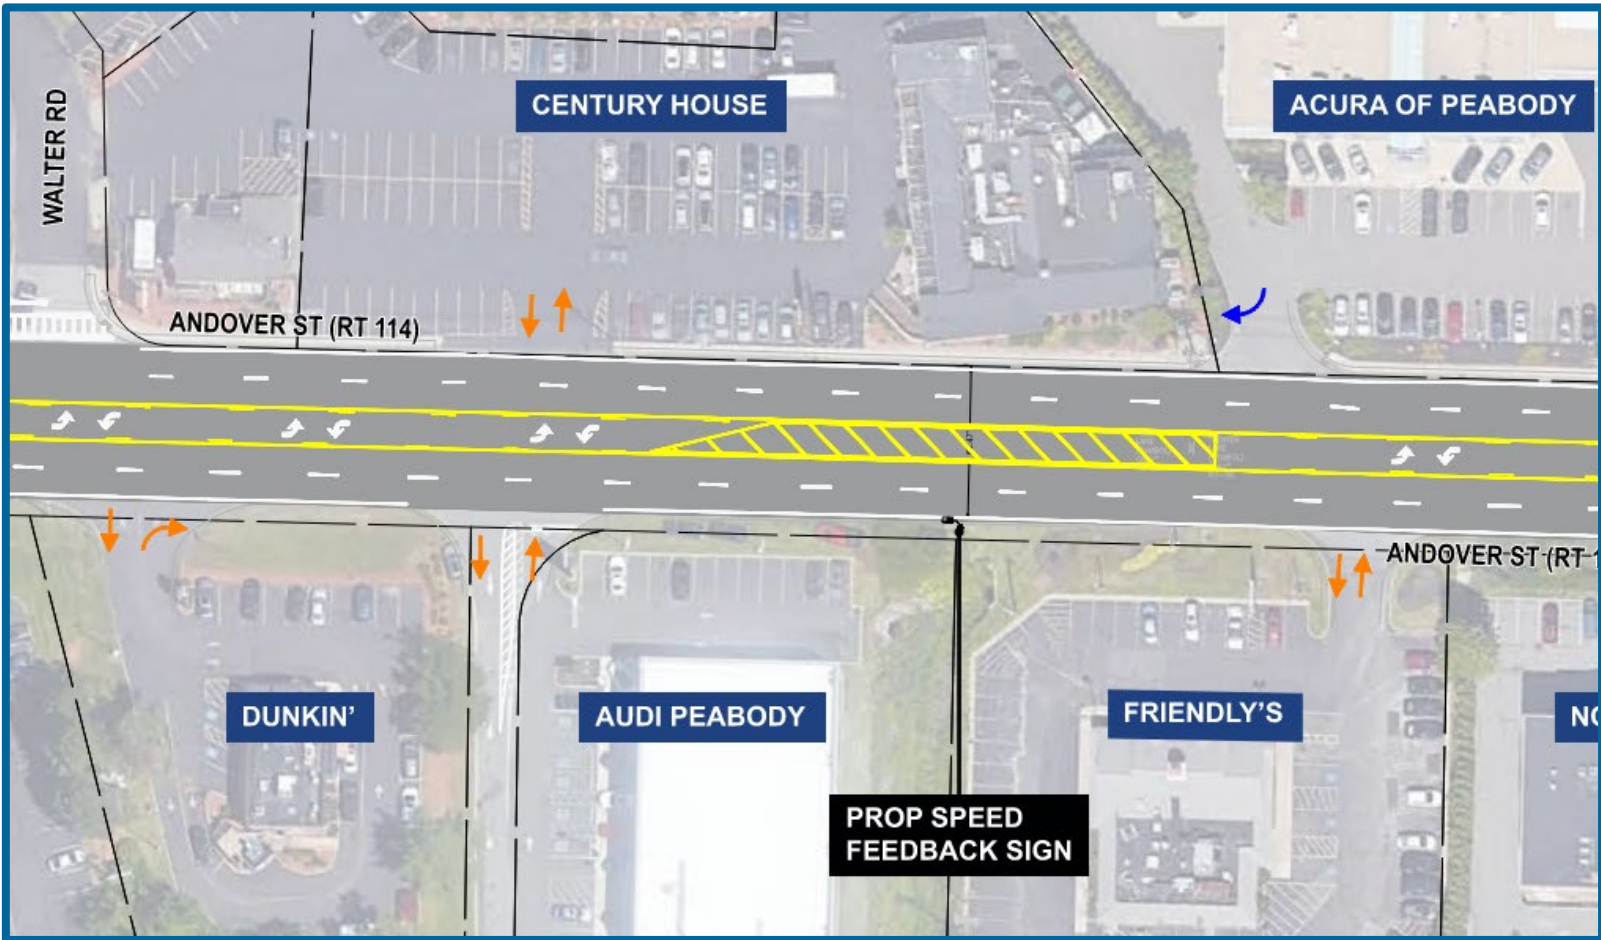 CENTURY HOUSE
ACURA OF PEABODY
WALTER RD
ANDOVER ST (RT 114)
ANDOVER ST (RT 1
DUNKIN'
AUDI PEABODY
FRIENDLY'S
NO
PROP SPEED
FEEDBACK SIGN